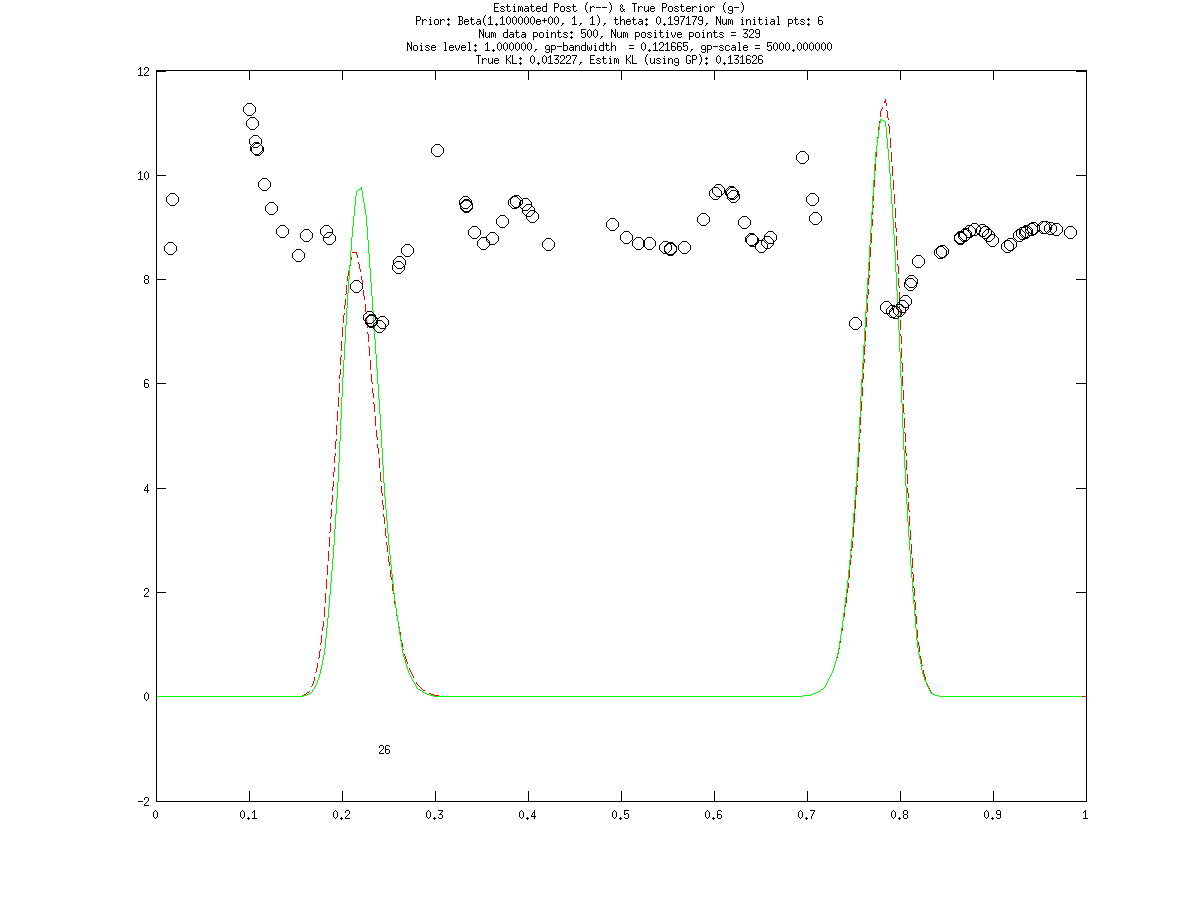 Estimated Post (r--) & True Posterior (g-)
Prior: Beta(1.100000e+00, 1, 1), theta: 0.197179, Num initial pts: 6
Num data points: 500, Num positive points = 329
Noise level: 1.000000, gp-bandwidth  = 0.121665, gp-scale = 5000.000000
True KL: 0.013227, Estim KL (using GP): 0.131626
12
10
8
6
4
2
0
26
-2
0 0.1 0.2 0.3 0.4 0.5 0.6 0.7 0.8 0.9 1